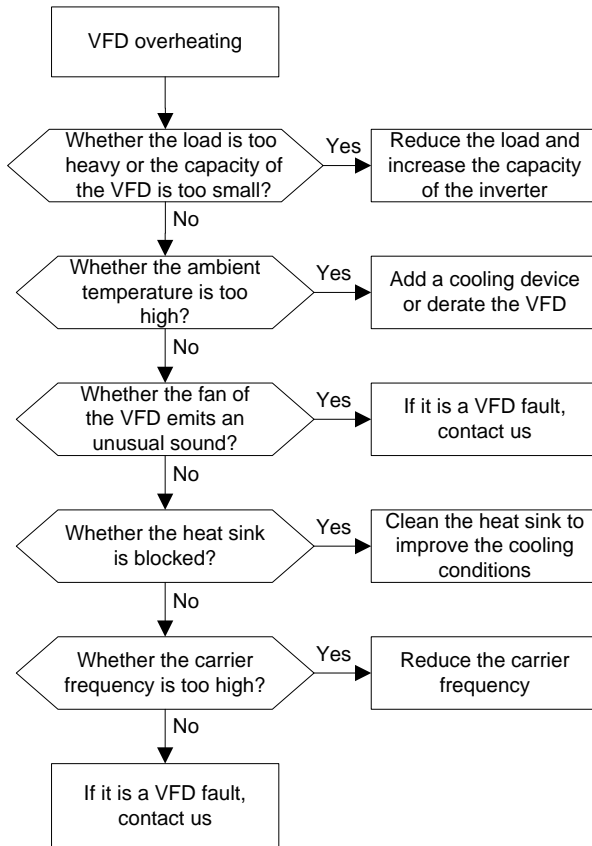 VFD overheating
Whether the load is too
heavy or the capacity of
the VFD is too small?
Yes
Reduce the load and
increase the capacity
of the inverter
No
Whether the ambient
temperature is too
high?
Yes
Add a cooling device
or derate the VFD
No
Whether the fan of
the VFD emits an
unusual sound?
Yes
If it is a VFD fault,
contact us
No
Whether the heat sink
is blocked?
Yes
Clean the heat sink to
improve the cooling
conditions
No
Whether the carrier
frequency is too high?
Yes
Reduce the carrier
frequency
No
If it is a VFD fault,
contact us